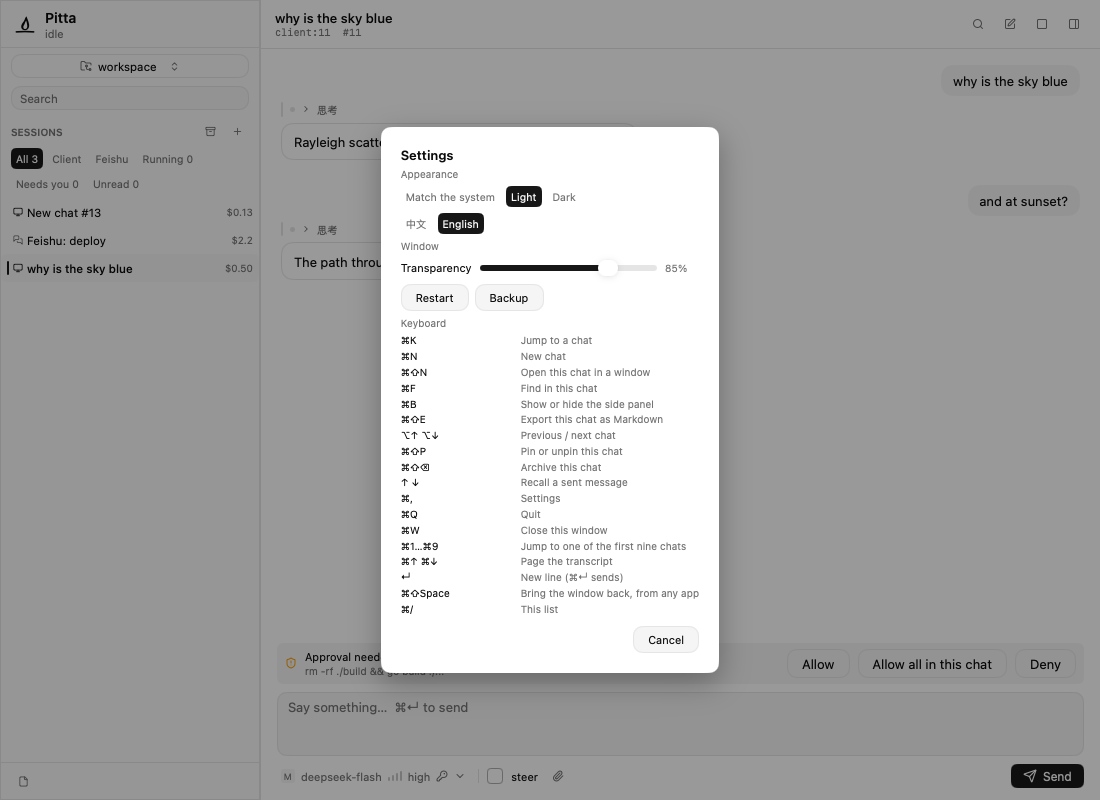 Pitta
idle
workspace
Search
SESSIONS
All 3 Client Feishu Running 0
Needs you 0 Unread 0
New chat #13 $0.13
Feishu: deploy $2.2
why is the sky blue $0.50
why is the sky blue
client:11 #11
why is the sky blue
思考
Rayleigh scatt
and at sunset?
思考
The path throu
Settings
Appearance
Match the system Light Dark
中文 English
Window
Transparency 85%
Restart Backup
Keyboard
⌘K Jump to a chat
⌘N New chat
⌘⇧N Open this chat in a window
⌘F Find in this chat
⌘B Show or hide the side panel
⌘⇧E Export this chat as Markdown
⌥↑ ⌥↓ Previous / next chat
⌘⇧P Pin or unpin this chat
⌘⇧⌫ Archive this chat
↑ ↓ Recall a sent message
⌘, Settings
⌘Q Quit
⌘W Close this window
⌘1…⌘9 Jump to one of the first nine chats
⌘↑ ⌘↓ Page the transcript
↵ New line (⌘↵ sends)
⌘⇧Space Bring the window back, from any app
⌘/ This list
Cancel
Approval need
rm -rf ./build &&
Allow Allow all in this chat Deny
Say something… ⌘↵ to send
M deepseek-flash high steer Send